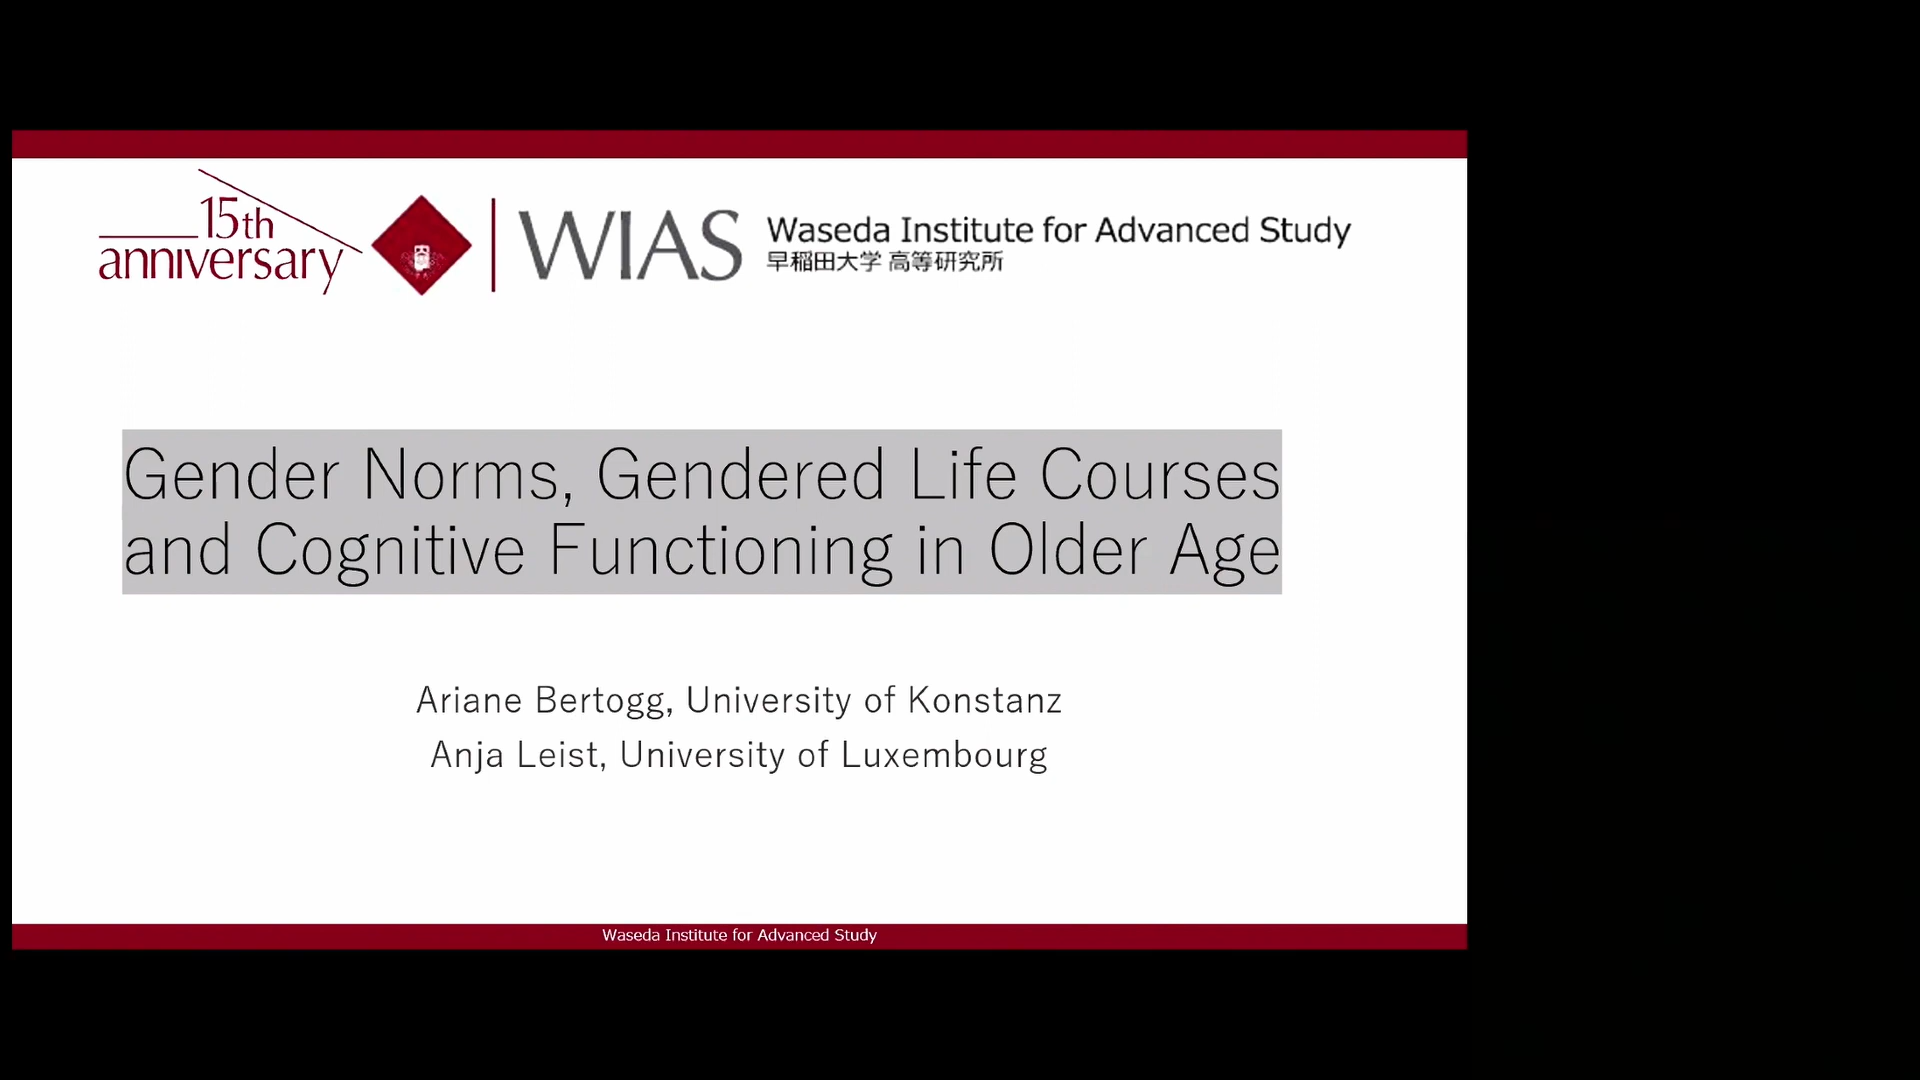 15th
anniversary
WIAS
Waseda Institute for Advanced Study
早稲田大学 高等研究所
Gender Norms, Gendered Life Courses
and Cognitive Functioning in Older Age
Ariane Bertogg, University of Konstanz
Anja Leist, University of Luxembourg
Waseda Institute for Advanced Study